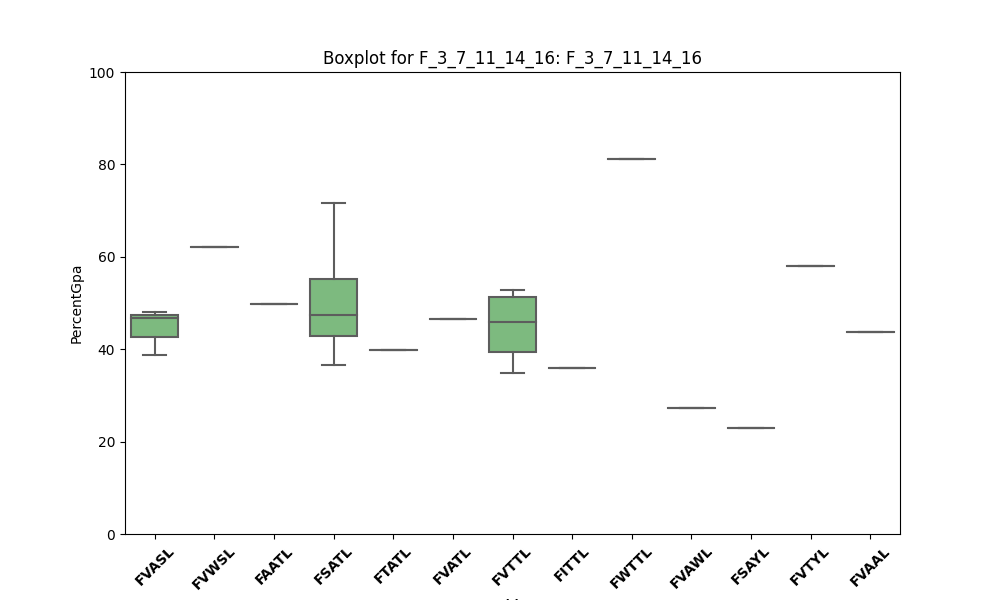 Boxplot for F_3_7_11_14_16: F_3_7_11_14_16
PercentGpa
100
80
60
40
20
0
FVASL
FVWSL
FAATL
FSATL
FTATL
FVATL
FVTTL
FITTL
FWTTL
FVAWL
FSAYL
FVTYL
FVAAL